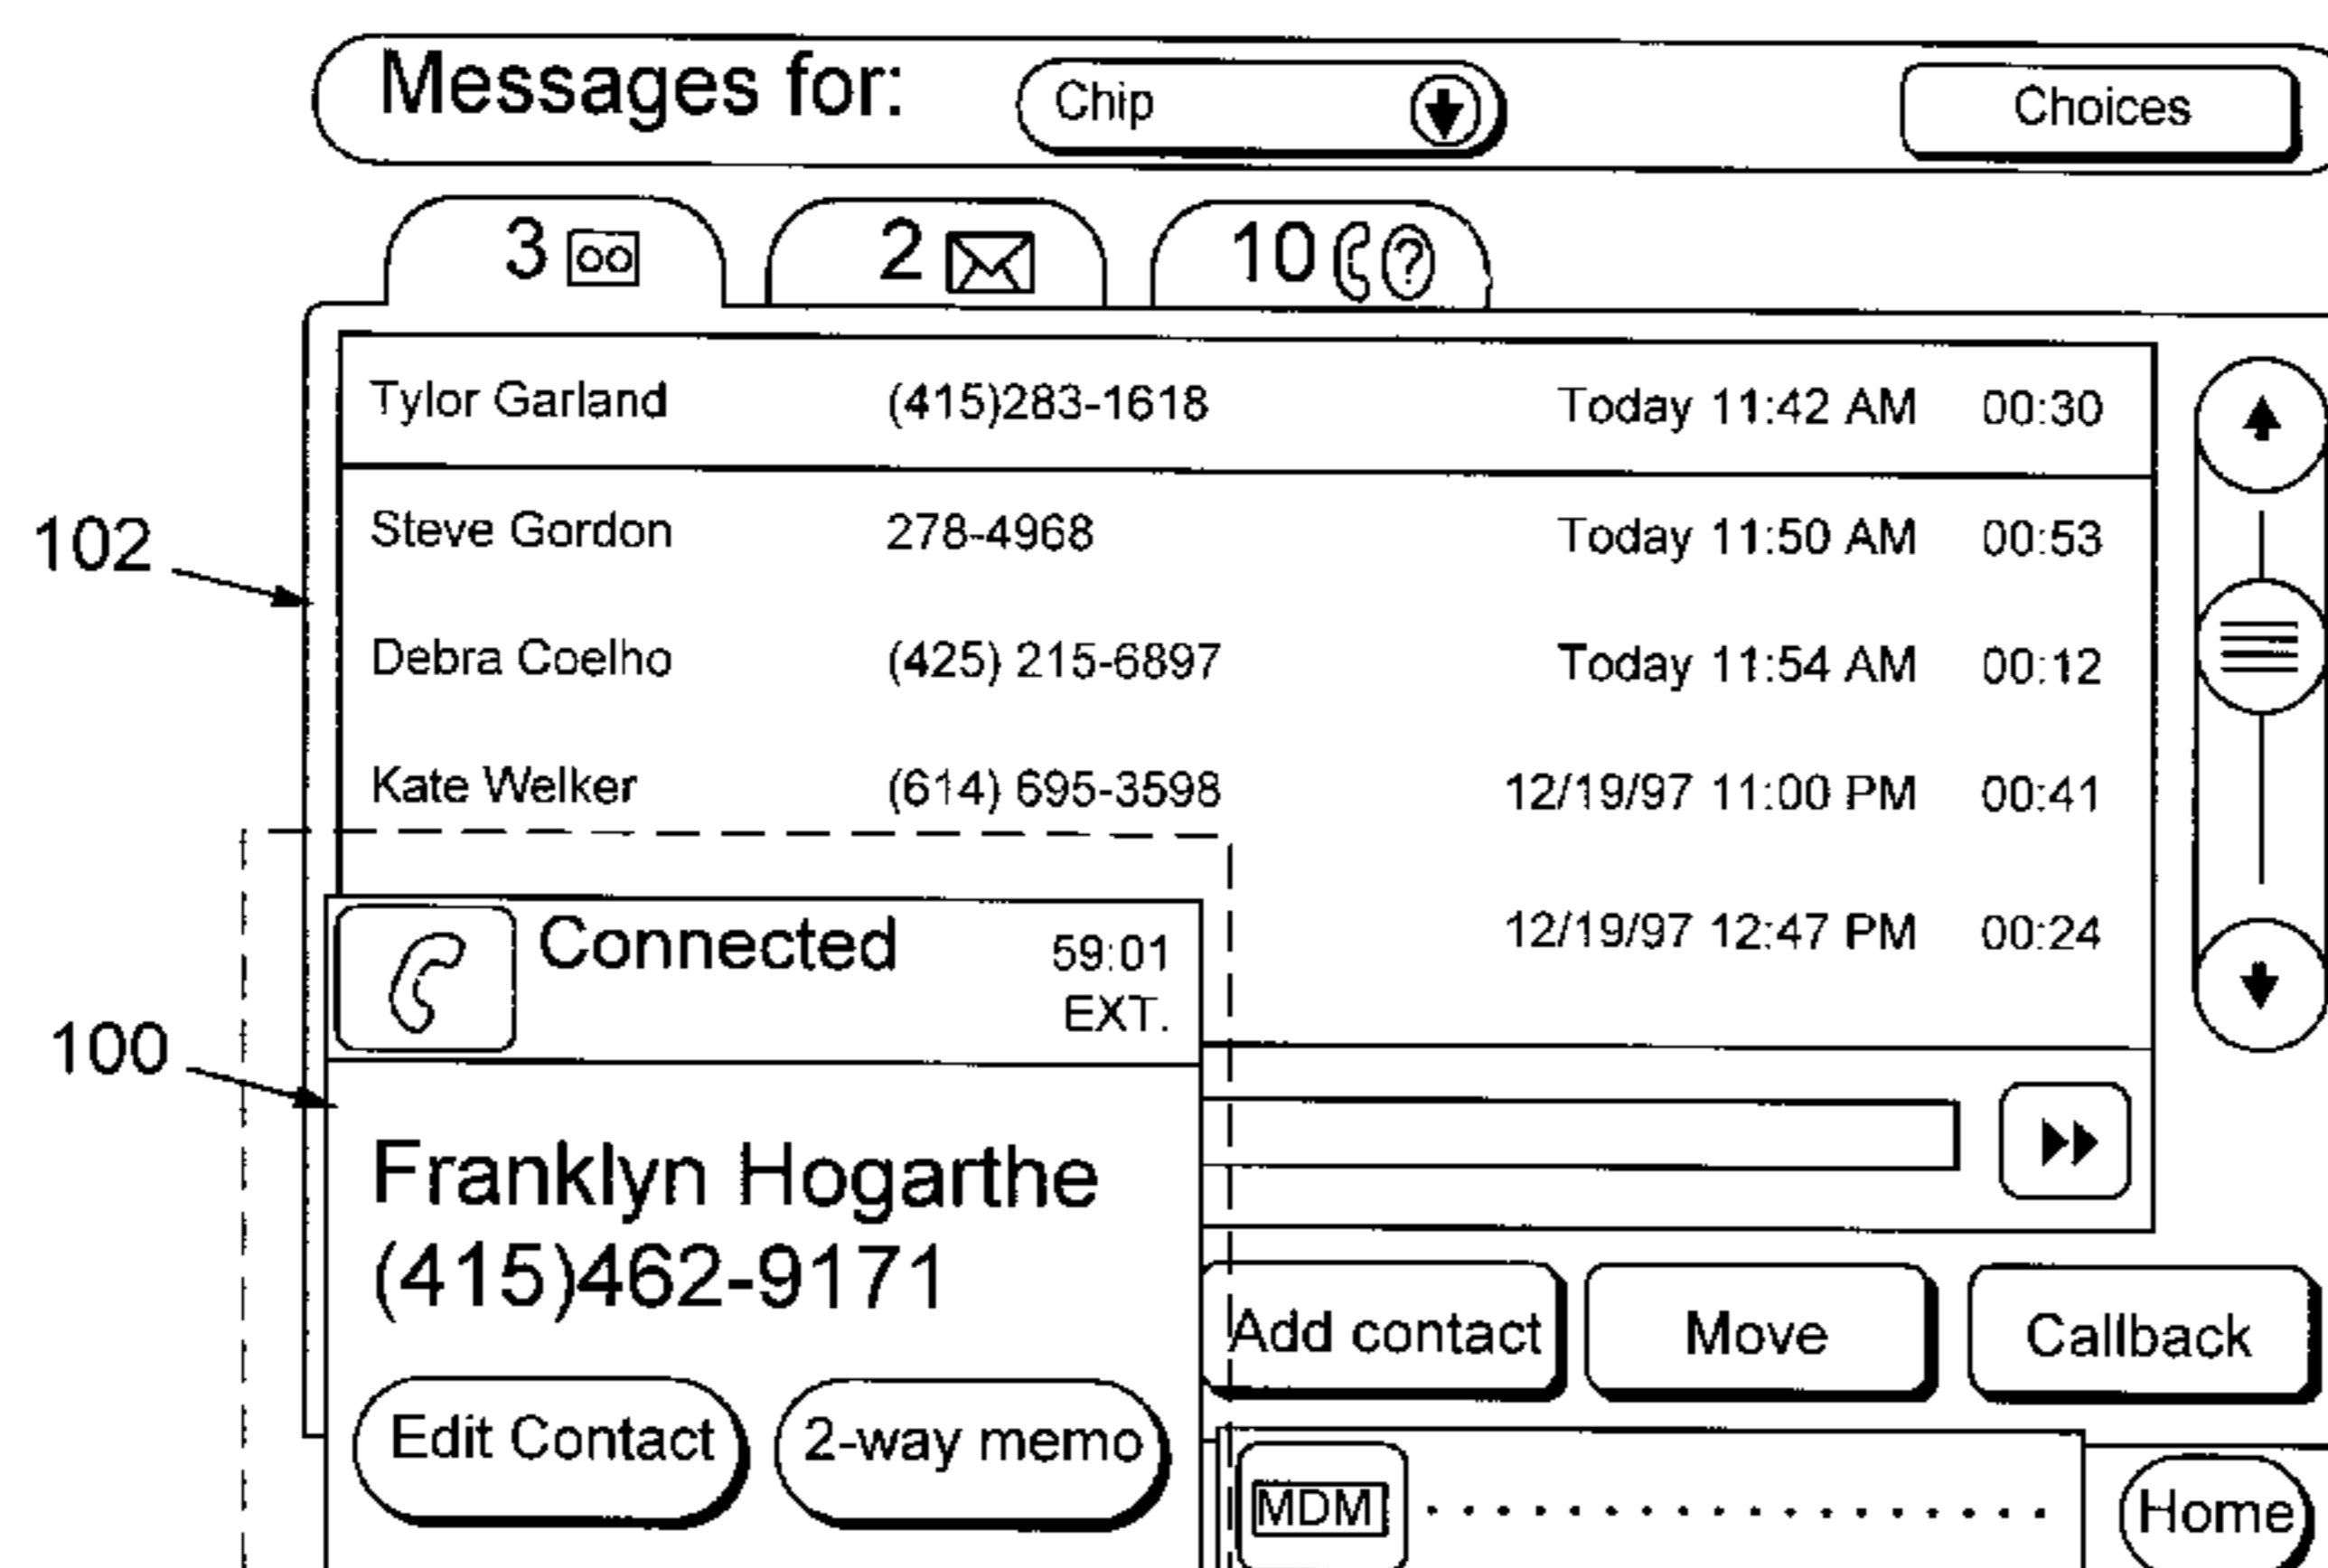 Messages for: Chip Choices
3 2 10 ?
Tylor Garland (415)283-1618 Today 11:42 AM 00:30
102
Steve Gordon 278-4968 Today 11:50 AM 00:53
Debra Coelho (425) 215-6897 Today 11:54 AM 00:12
Kate Welker (614) 695-3598 12/19/97 11:00 PM 00:41
12/19/97 12:47 PM 00:24
Connected 59:01
EXT.
100
Franklyn Hogarthe
(415)462-9171
Add contact Move Callback
Edit Contact 2-way memo
MDM Home